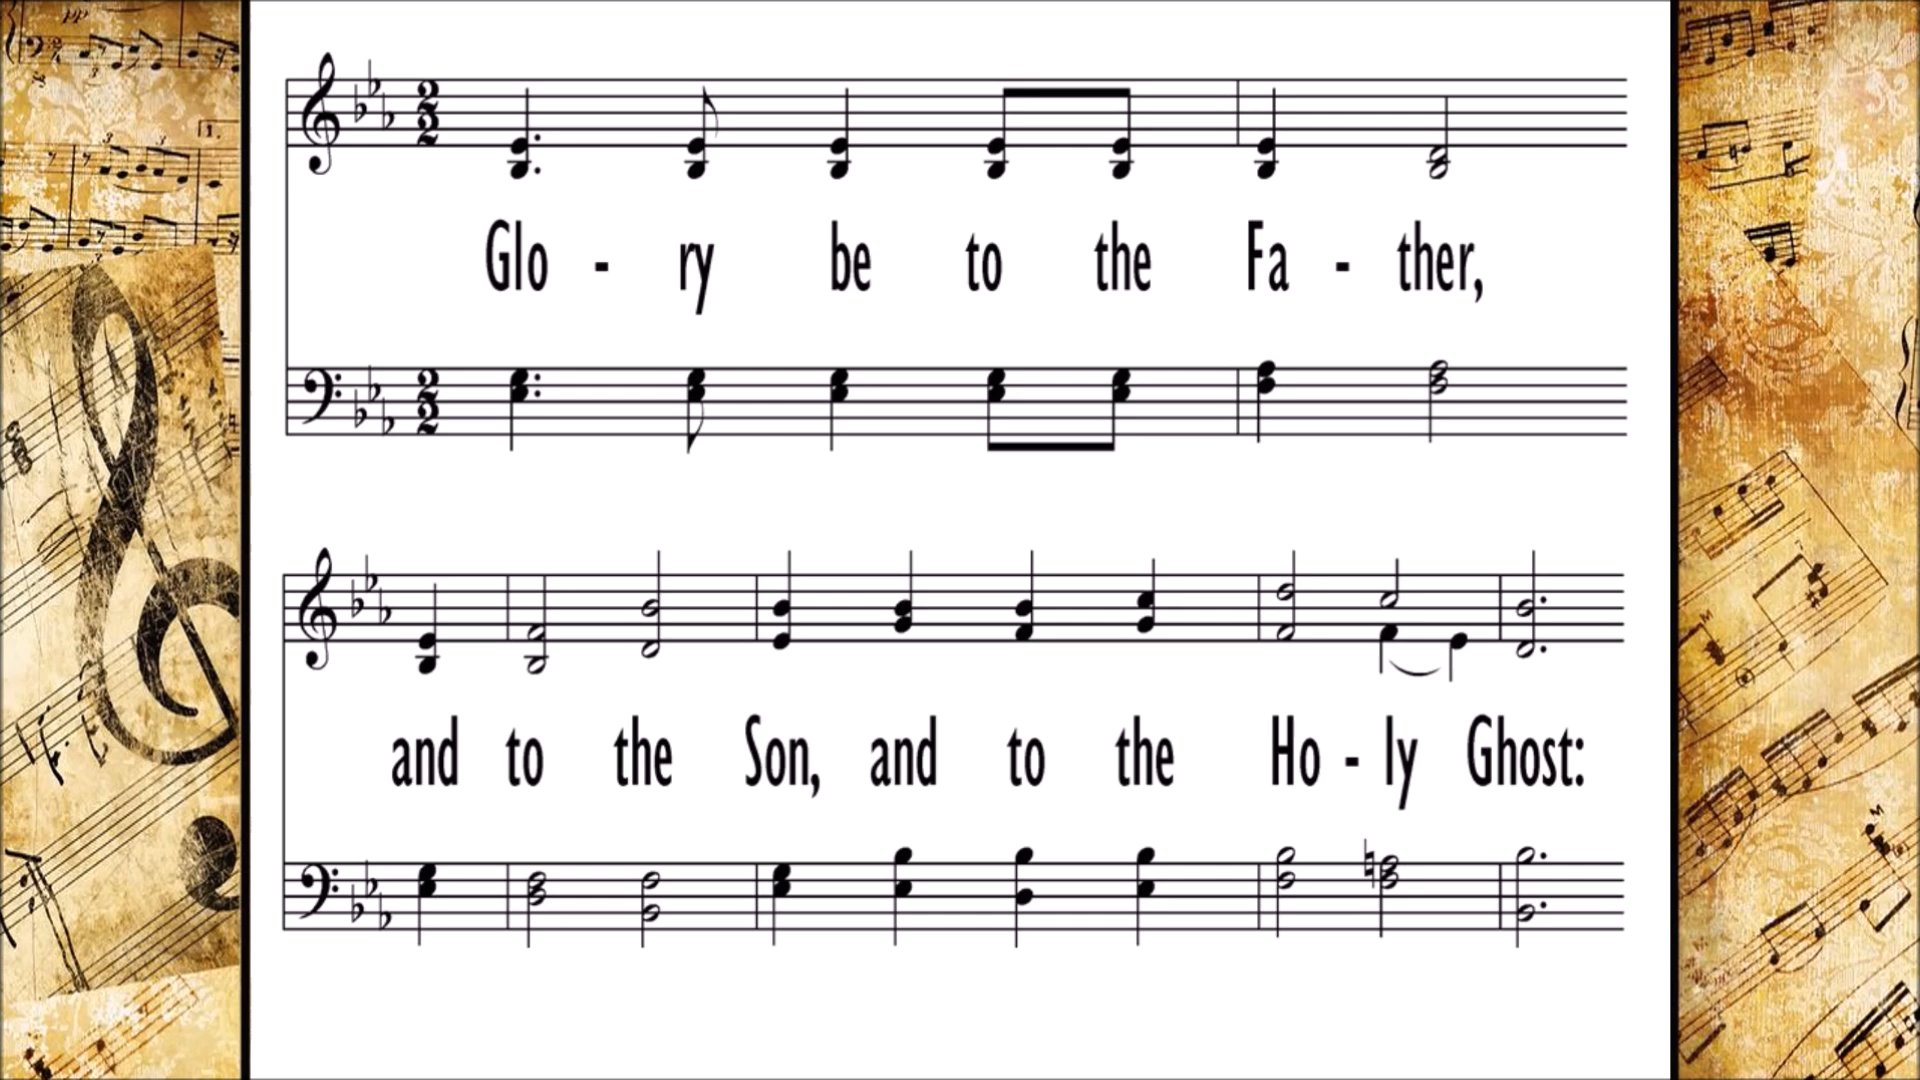 Glo - ry be to the Fa - ther,
and to the Son, and to the Ho - ly Ghost: